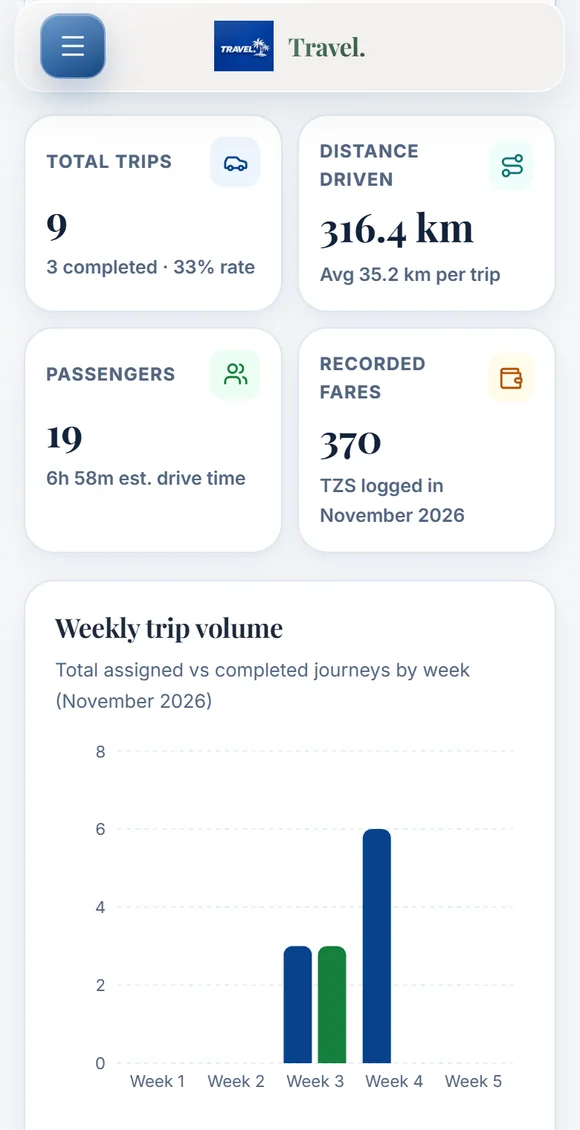 TRAVEL.
Travel.
TOTAL TRIPS
9
3 completed · 33% rate
DISTANCE
DRIVEN
316.4 km
Avg 35.2 km per trip
PASSENGERS
19
6h 58m est. drive time
RECORDED
FARES
370
TZS logged in
November 2026
Weekly trip volume
Total assigned vs completed journeys by week
(November 2026)
8
6
4
2
0
Week 1 Week 2 Week 3 Week 4 Week 5